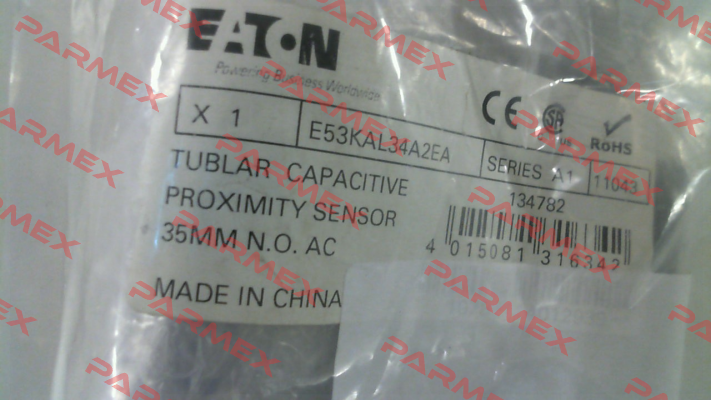 EATON
Powering Business Worldwide
X 1
E53KAL34A2EA
SERIES A1
11043
CE
RoHS
TUBLAR CAPACITIVE
PROXIMITY SENSOR
35MM N.O. AC
134782
4 015081 316342
MADE IN CHINA
PARMEX